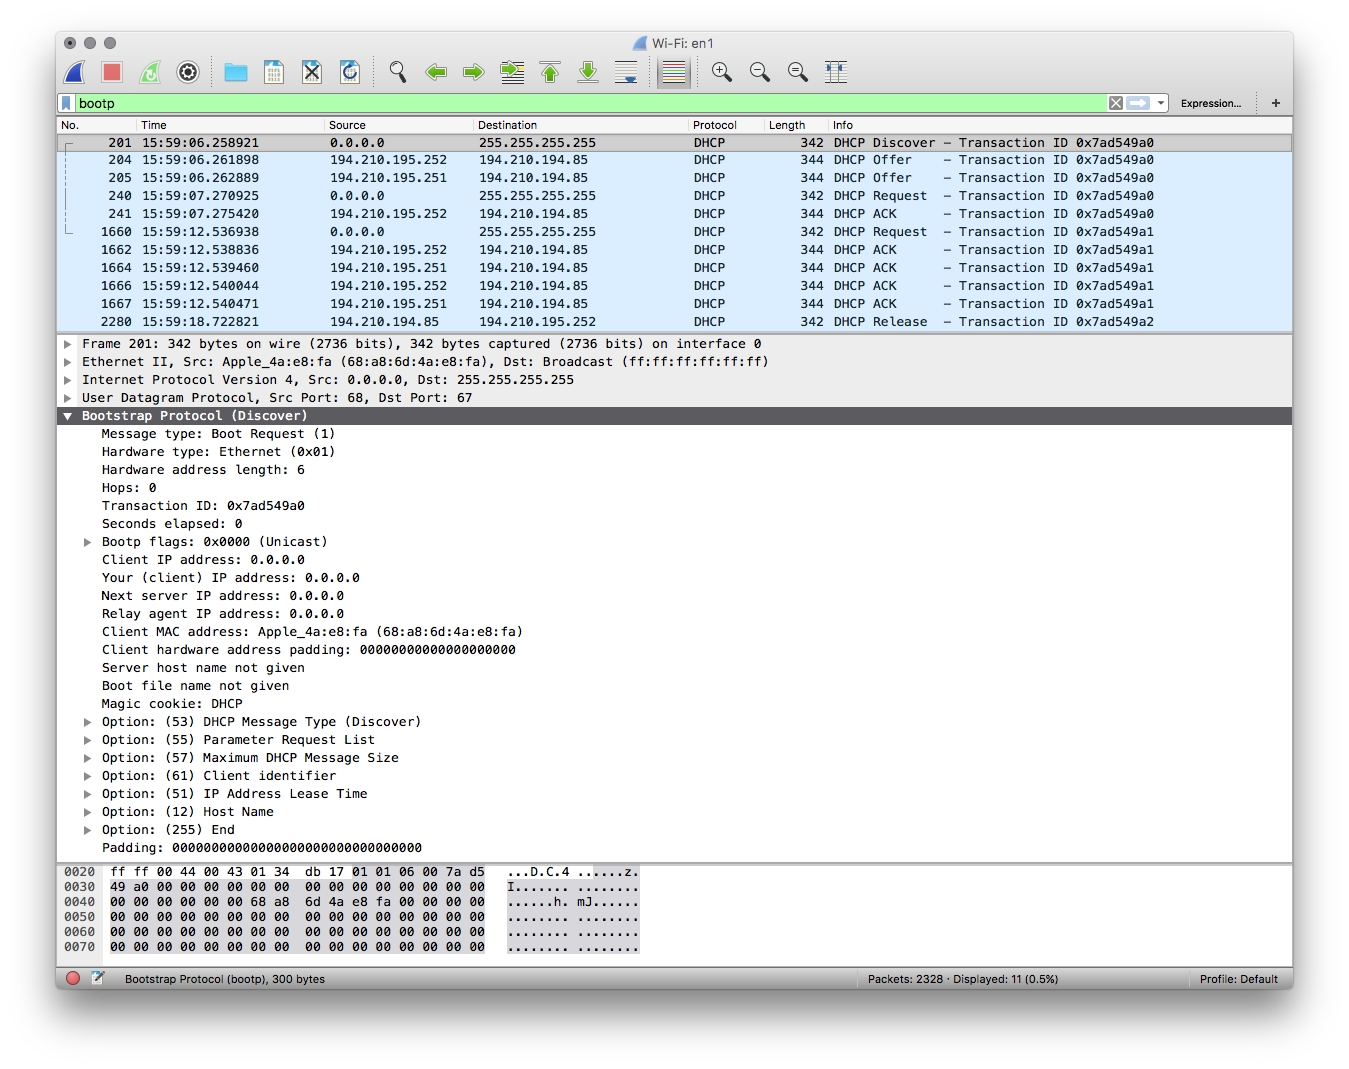 Wi-Fi: en1
bootp
Expression...
+
No. Time Source Destination Protocol Length Info
201 15:59:06.258921 0.0.0.0 255.255.255.255 DHCP 342 DHCP Discover – Transaction ID 0x7ad549a0
204 15:59:06.261898 194.210.195.252 194.210.194.85 DHCP 344 DHCP Offer – Transaction ID 0x7ad549a0
205 15:59:06.262889 194.210.195.251 194.210.194.85 DHCP 344 DHCP Offer – Transaction ID 0x7ad549a0
240 15:59:07.270925 0.0.0.0 255.255.255.255 DHCP 342 DHCP Request – Transaction ID 0x7ad549a0
241 15:59:07.275420 194.210.195.252 194.210.194.85 DHCP 344 DHCP ACK – Transaction ID 0x7ad549a0
1660 15:59:12.536938 0.0.0.0 255.255.255.255 DHCP 342 DHCP Request – Transaction ID 0x7ad549a1
1662 15:59:12.538836 194.210.195.252 194.210.194.85 DHCP 344 DHCP ACK – Transaction ID 0x7ad549a1
1664 15:59:12.539460 194.210.195.251 194.210.194.85 DHCP 344 DHCP ACK – Transaction ID 0x7ad549a1
1666 15:59:12.540044 194.210.195.252 194.210.194.85 DHCP 344 DHCP ACK – Transaction ID 0x7ad549a1
1667 15:59:12.540471 194.210.195.251 194.210.194.85 DHCP 344 DHCP ACK – Transaction ID 0x7ad549a1
2280 15:59:18.722821 194.210.194.85 194.210.195.252 DHCP 342 DHCP Release – Transaction ID 0x7ad549a2
Frame 201: 342 bytes on wire (2736 bits), 342 bytes captured (2736 bits) on interface 0
Ethernet II, Src: Apple_4a:e8:fa (68:a8:6d:4a:e8:fa), Dst: Broadcast (ff:ff:ff:ff:ff:ff)
Internet Protocol Version 4, Src: 0.0.0.0, Dst: 255.255.255.255
User Datagram Protocol, Src Port: 68, Dst Port: 67
Bootstrap Protocol (Discover)
Message type: Boot Request (1)
Hardware type: Ethernet (0x01)
Hardware address length: 6
Hops: 0
Transaction ID: 0x7ad549a0
Seconds elapsed: 0
Bootp flags: 0x0000 (Unicast)
Client IP address: 0.0.0.0
Your (client) IP address: 0.0.0.0
Next server IP address: 0.0.0.0
Relay agent IP address: 0.0.0.0
Client MAC address: Apple_4a:e8:fa (68:a8:6d:4a:e8:fa)
Client hardware address padding: 00000000000000000000
Server host name not given
Boot file name not given
Magic cookie: DHCP
Option: (53) DHCP Message Type (Discover)
Option: (55) Parameter Request List
Option: (57) Maximum DHCP Message Size
Option: (61) Client identifier
Option: (51) IP Address Lease Time
Option: (12) Host Name
Option: (255) End
Padding: 00000000000000000000000000000000
0020 ff ff 00 44 00 43 01 34 db 17 01 01 06 00 7a d5 ...D.C.4 ......z.
0030 49 a0 00 00 00 00 00 00 00 00 00 00 00 00 00 00 I....... ........
0040 00 00 00 00 00 00 68 a8 6d 4a e8 fa 00 00 00 00 ......h. mJ......
0050 00 00 00 00 00 00 00 00 00 00 00 00 00 00 00 00 ........ ........
0060 00 00 00 00 00 00 00 00 00 00 00 00 00 00 00 00 ........ ........
0070 00 00 00 00 00 00 00 00 00 00 00 00 00 00 00 00 ........ ........
Bootstrap Protocol (bootp), 300 bytes
Packets: 2328 · Displayed: 11 (0.5%)
Profile: Default